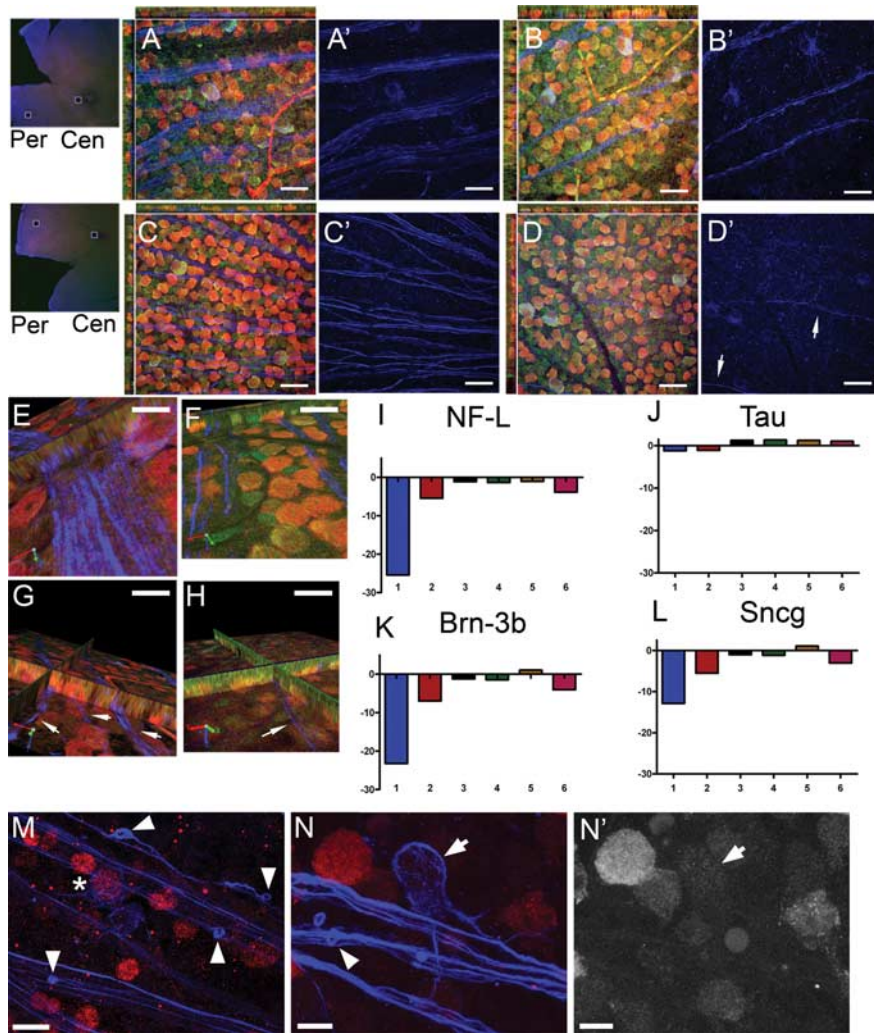 A
A'
B
B'
Per Cen
C
C'
D
D'
Per Cen
E
F
I
NF-L
0
-10
-20
-30
1 2 3 4 5 6
J
Tau
0
-10
-20
-30
1 2 3 4 5 6
G
H
K
Brn-3b
0
-10
-20
-30
1 2 3 4 5 6
L
Sncg
0
-10
-20
-30
1 2 3 4 5 6
M
*
N
N'